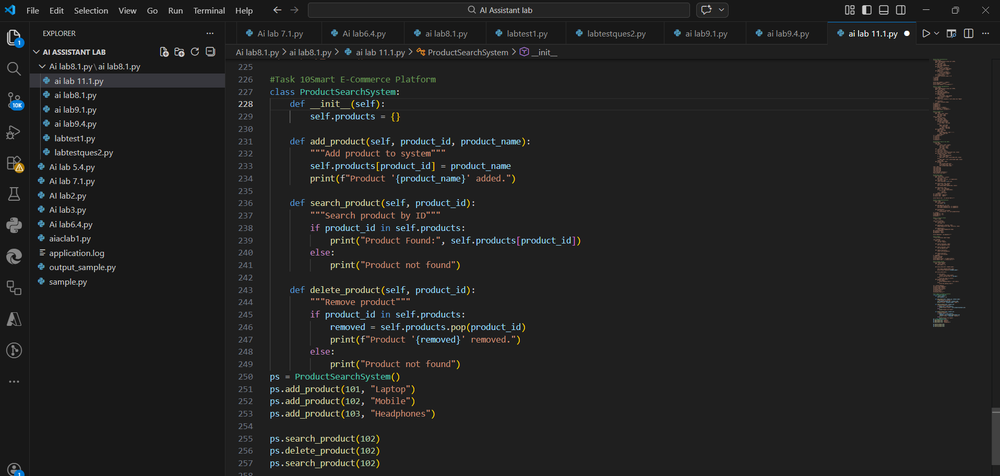 File Edit Selection View Go Run Terminal Help
AI Assistant lab
EXPLORER
AI ASSISTANT LAB
Ai lab8.1.py\ai lab8.1.py
ai lab 11.1.py
ai lab8.1.py
ai lab9.1.py
ai lab9.4.py
labtest1.py
labtestques2.py
Ai lab 5.4.py
Ai lab 7.1.py
AI lab2.py
Ai lab3.py
Ai lab6.4.py
aiaclab1.py
application.log
output_sample.py
sample.py
1
10K
1
Ai lab 7.1.py Ai lab6.4.py ai lab8.1.py labtest1.py labtestques2.py ai lab9.1.py ai lab9.4.py ai lab 11.1.py
Ai lab8.1.py > ai lab8.1.py > ai lab 11.1.py > ProductSearchSystem > __init__
225
226 #Task 10Smart E-Commerce Platform
227 class ProductSearchSystem:
228     def __init__(self):
229         self.products = {}
230
231     def add_product(self, product_id, product_name):
232         """Add product to system"""
233         self.products[product_id] = product_name
234         print(f"Product '{product_name}' added.")
235
236     def search_product(self, product_id):
237         """Search product by ID"""
238         if product_id in self.products:
239             print("Product Found:", self.products[product_id])
240         else:
241             print("Product not found")
242
243     def delete_product(self, product_id):
244         """Remove product"""
245         if product_id in self.products:
246             removed = self.products.pop(product_id)
247             print(f"Product '{removed}' removed.")
248         else:
249             print("Product not found")
250 ps = ProductSearchSystem()
251 ps.add_product(101, "Laptop")
252 ps.add_product(102, "Mobile")
253 ps.add_product(103, "Headphones")
254
255 ps.search_product(102)
256 ps.delete_product(102)
257 ps.search_product(102)
258